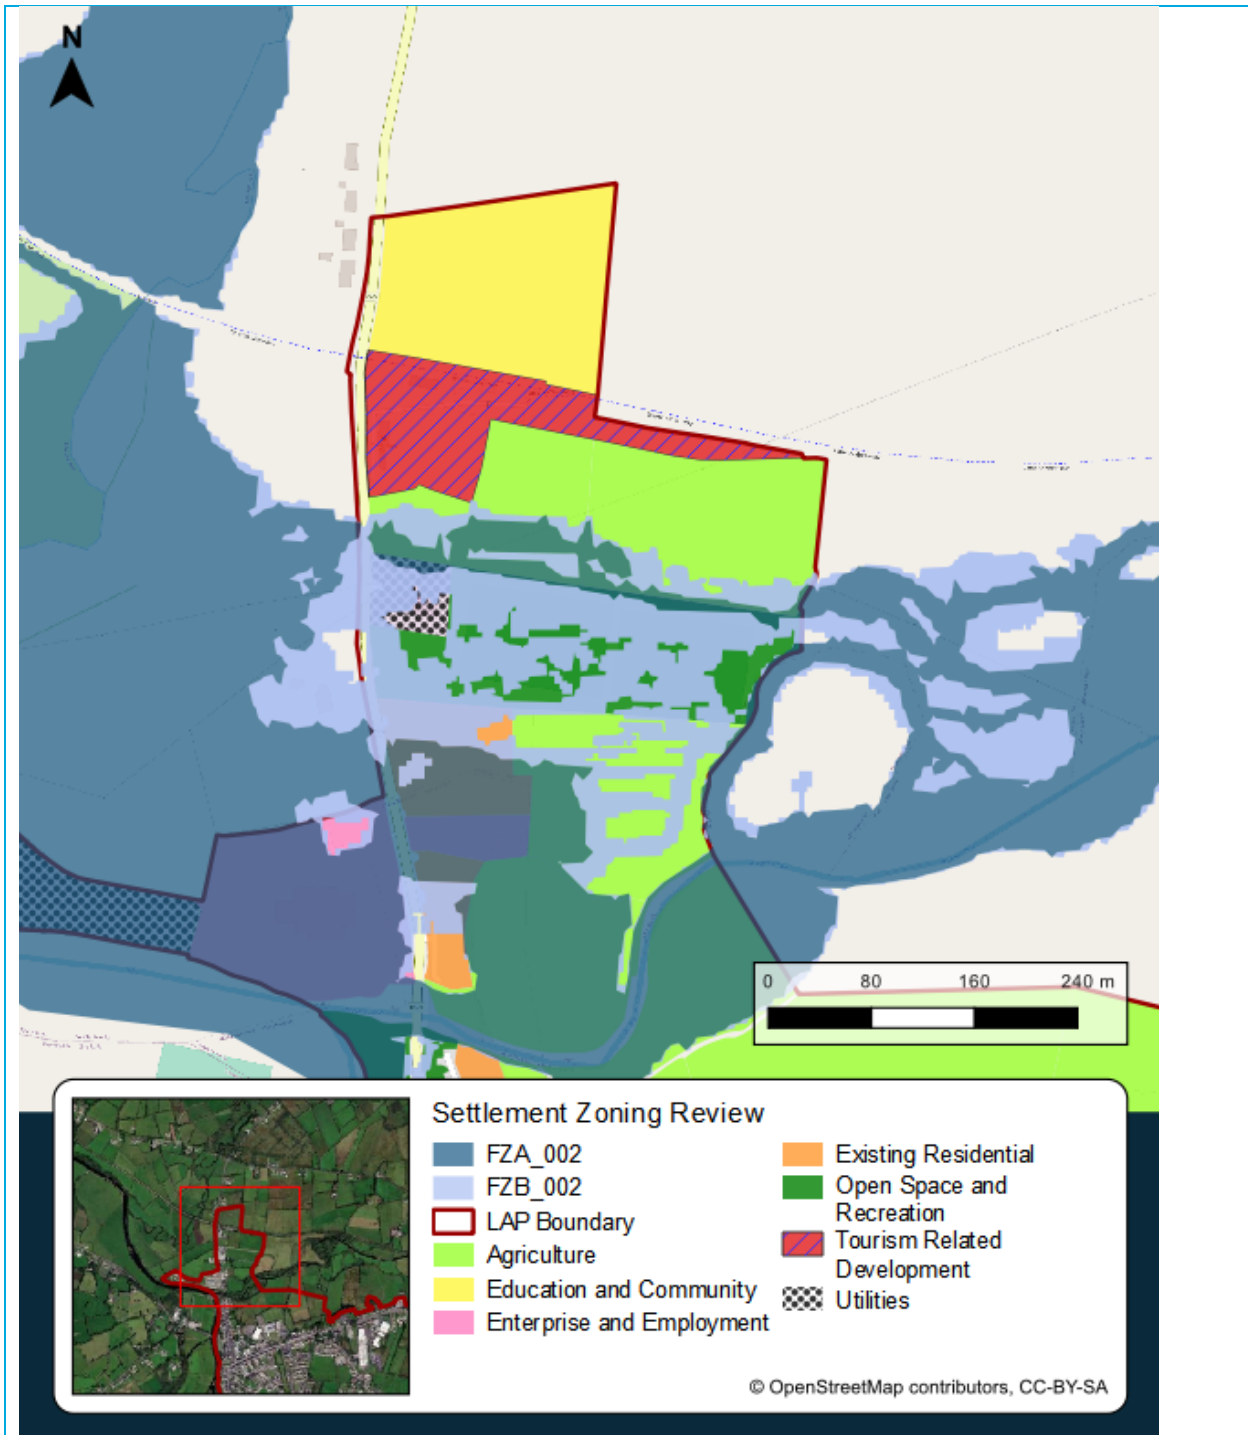 N
0 80 160 240 m
Settlement Zoning Review
FZA_002
FZB_002
LAP Boundary
Agriculture
Education and Community
Enterprise and Employment
Existing Residential
Open Space and
Recreation
Tourism Related
Development
Utilities
© OpenStreetMap contributors, CC-BY-SA